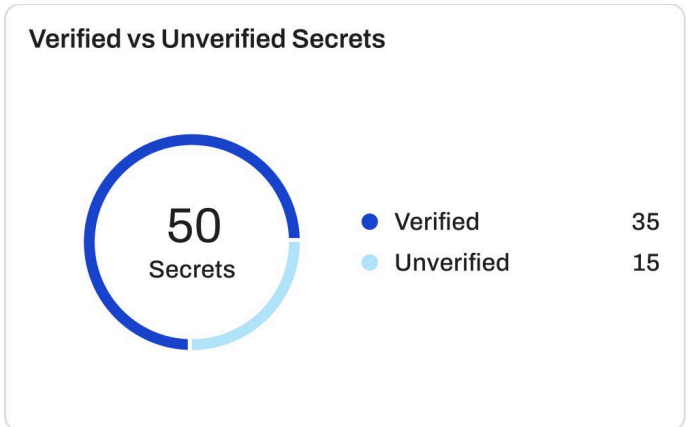 Verified vs Unverified Secrets
50
Secrets
Verified 35
Unverified 15